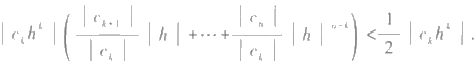 | c_k h^k | ( | c_{k+1} | / | c_k | | h | + ⋯ + | c_n | / | c_k | | h |^{n-k} ) < 1/2 | c_k h^k | .